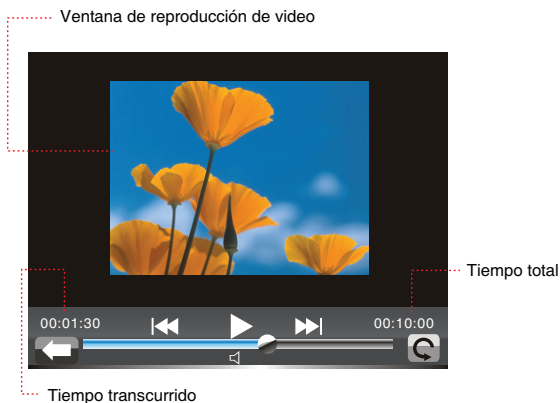 Ventana de reproducción de video
Tiempo total
00:01:30
00:10:00
Tiempo transcurrido